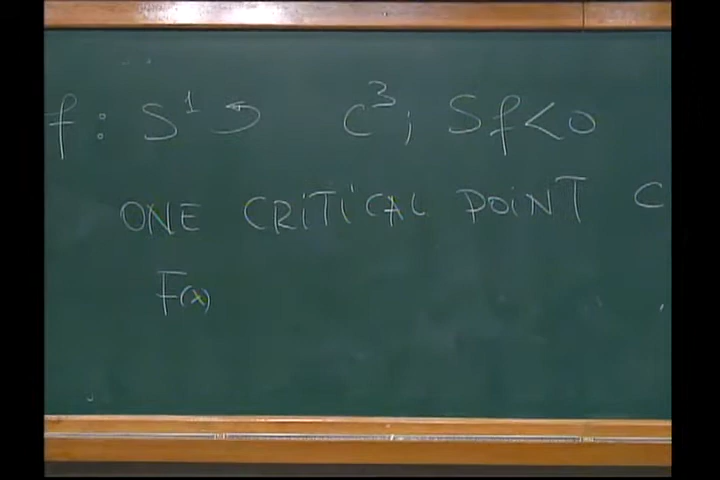 f : S¹ ↩ C³; Sf<0
ONE CRITICAL POINT C
F(x)